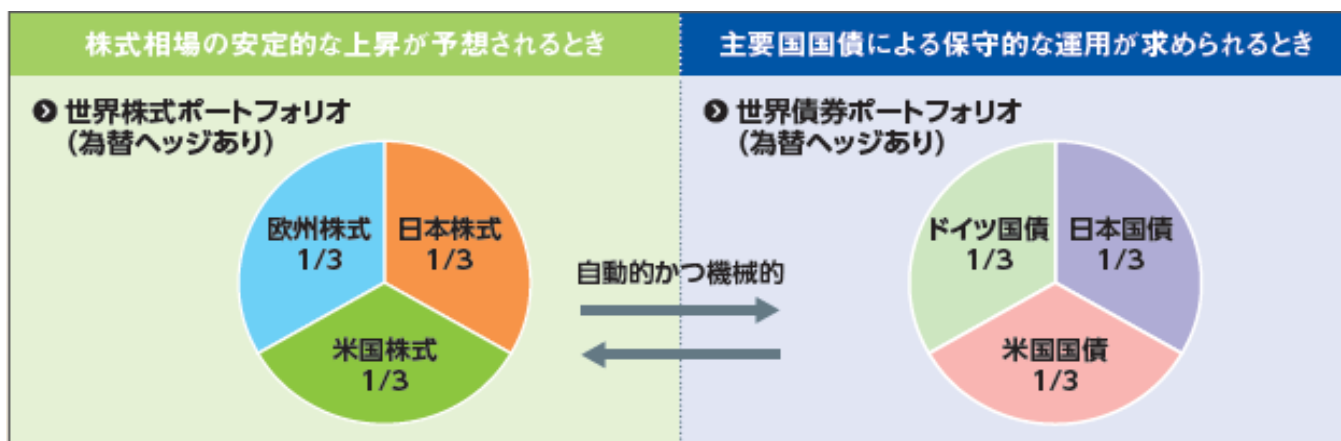 株式相場の安定的な上昇が予想されるとき
主要国国債による保守的な運用が求められるとき
世界株式ポートフォリオ
(為替ヘッジあり)
欧州株式
1/3
日本株式
1/3
米国株式
1/3
自動的かつ機械的
世界債券ポートフォリオ
(為替ヘッジあり)
ドイツ国債
1/3
日本国債
1/3
米国国債
1/3